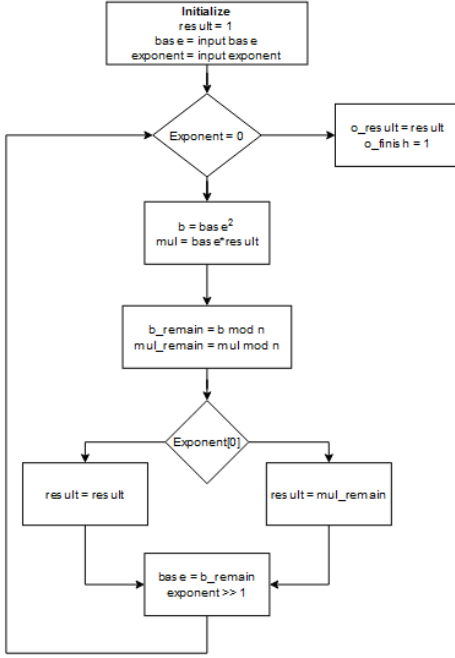 Initialize
result = 1
base = input base
exponent = input exponent
Exponent = 0
o_result = result
o_finish = 1
b = base²
mul = base*result
b_remain = b mod n
mul_remain = mul mod n
Exponent[0]
result = result
result = mul_remain
base = b_remain
exponent >> 1